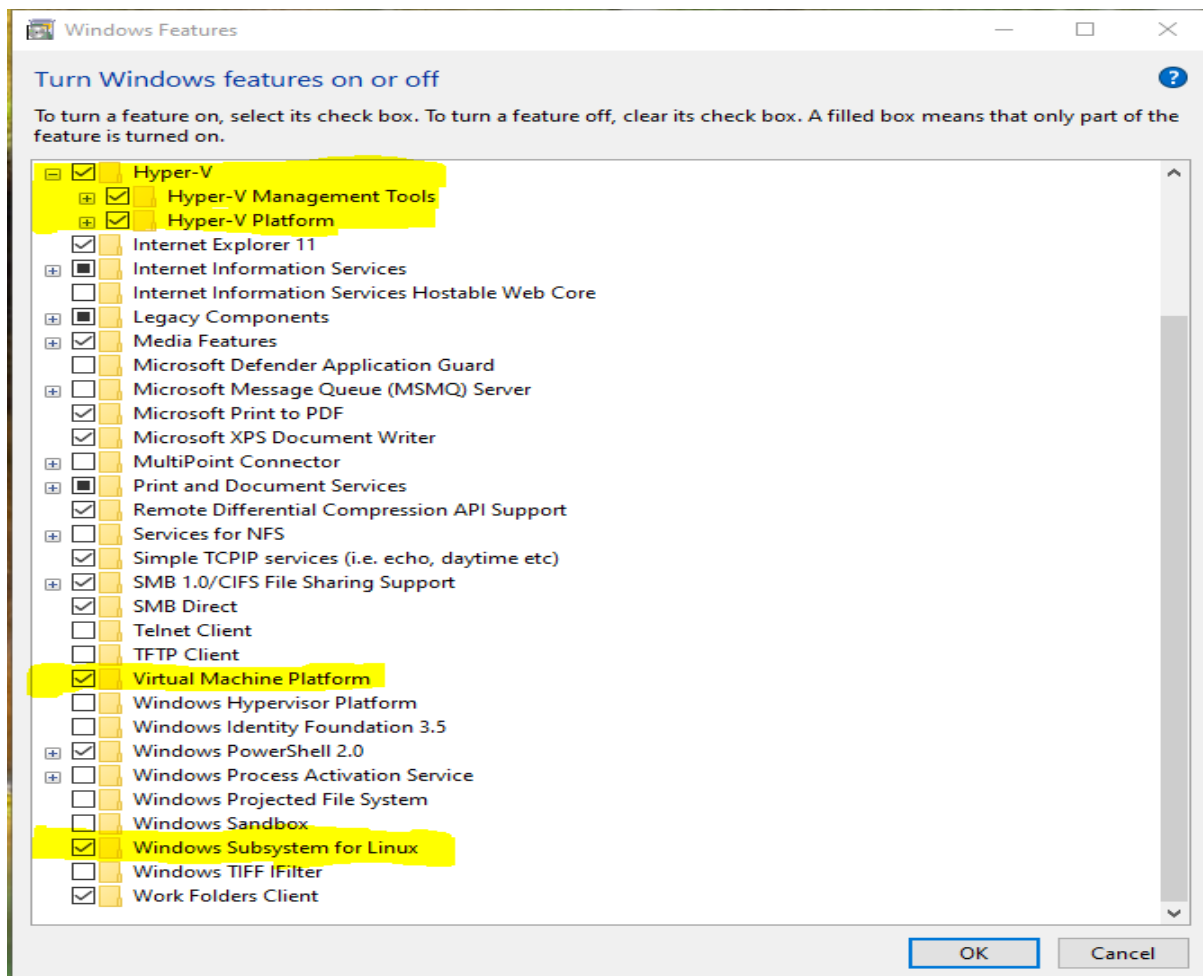 Windows Features
Turn Windows features on or off
?
To turn a feature on, select its check box. To turn a feature off, clear its check box. A filled box means that only part of the
feature is turned on.
Hyper-V
Hyper-V Management Tools
Hyper-V Platform
Internet Explorer 11
Internet Information Services
Internet Information Services Hostable Web Core
Legacy Components
Media Features
Microsoft Defender Application Guard
Microsoft Message Queue (MSMQ) Server
Microsoft Print to PDF
Microsoft XPS Document Writer
MultiPoint Connector
Print and Document Services
Remote Differential Compression API Support
Services for NFS
Simple TCPIP services (i.e. echo, daytime etc)
SMB 1.0/CIFS File Sharing Support
SMB Direct
Telnet Client
TFTP Client
Virtual Machine Platform
Windows Hypervisor Platform
Windows Identity Foundation 3.5
Windows PowerShell 2.0
Windows Process Activation Service
Windows Projected File System
Windows Sandbox
Windows Subsystem for Linux
Windows TIFF IFilter
Work Folders Client
OK Cancel